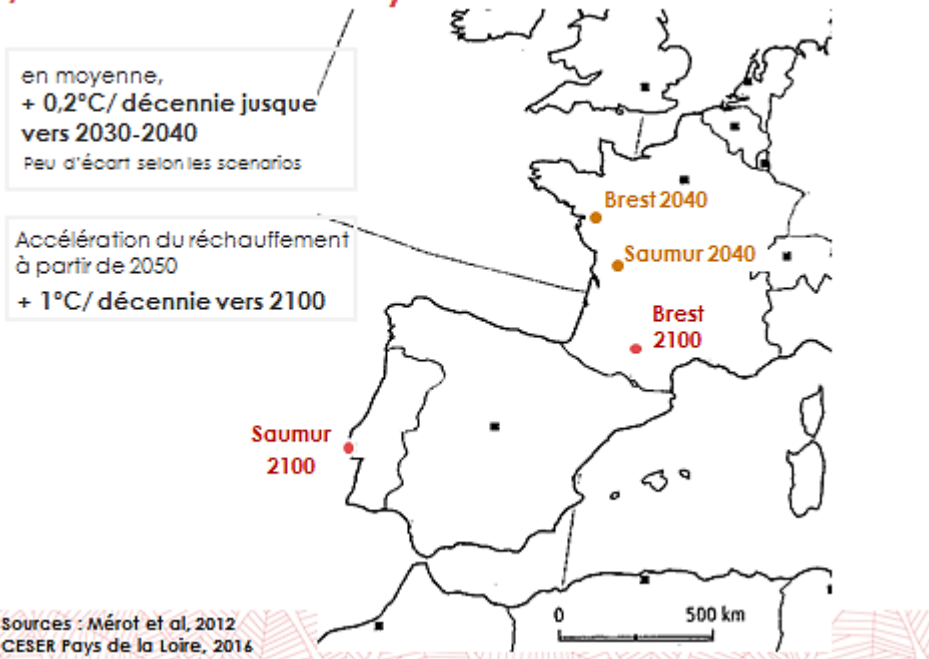 en moyenne,
+ 0,2°C/ décennie jusque
vers 2030-2040
Peu d'écart selon les scenarios
Accélération du réchauffement
à partir de 2050
+ 1°C/ décennie vers 2100
Brest 2040
Saumur 2040
Brest
2100
Saumur
2100
0 500 km
Sources : Mérot et al, 2012
CESER Pays de la Loire, 2016